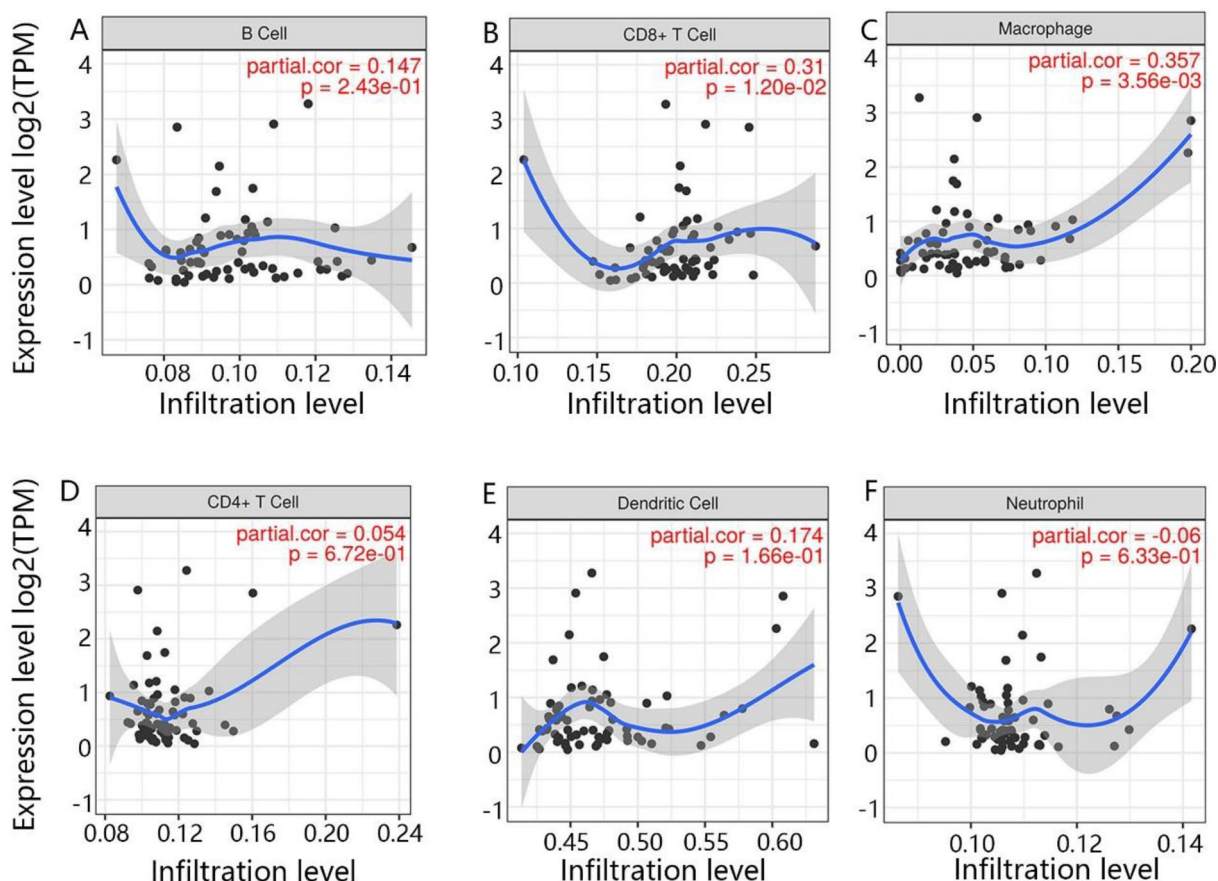 A
B Cell
partial.cor = 0.147
p = 2.43e-01
Expression level log2(TPM)
4
3
2
1
0
-1
0.08 0.10 0.12 0.14
Infiltration level
B
CD8+ T Cell
partial.cor = 0.31
p = 1.20e-02
4
3
2
1
0
-1
0.10 0.15 0.20 0.25
Infiltration level
C
Macrophage
partial.cor = 0.357
p = 3.56e-03
4
3
2
1
0
-1
0.00 0.05 0.10 0.15 0.20
Infiltration level
D
CD4+ T Cell
partial.cor = 0.054
p = 6.72e-01
Expression level log2(TPM)
4
3
2
1
0
-1
0.08 0.12 0.16 0.20 0.24
Infiltration level
E
Dendritic Cell
partial.cor = 0.174
p = 1.66e-01
4
3
2
1
0
-1
0.45 0.50 0.55 0.60
Infiltration level
F
Neutrophil
partial.cor = -0.06
p = 6.33e-01
4
3
2
1
0
-1
0.10 0.12 0.14
Infiltration level